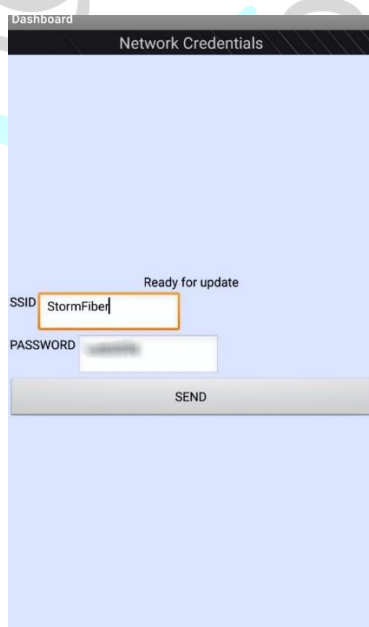 Dashboard
Network Credentials
Ready for update
SSID StormFiber
PASSWORD
SEND